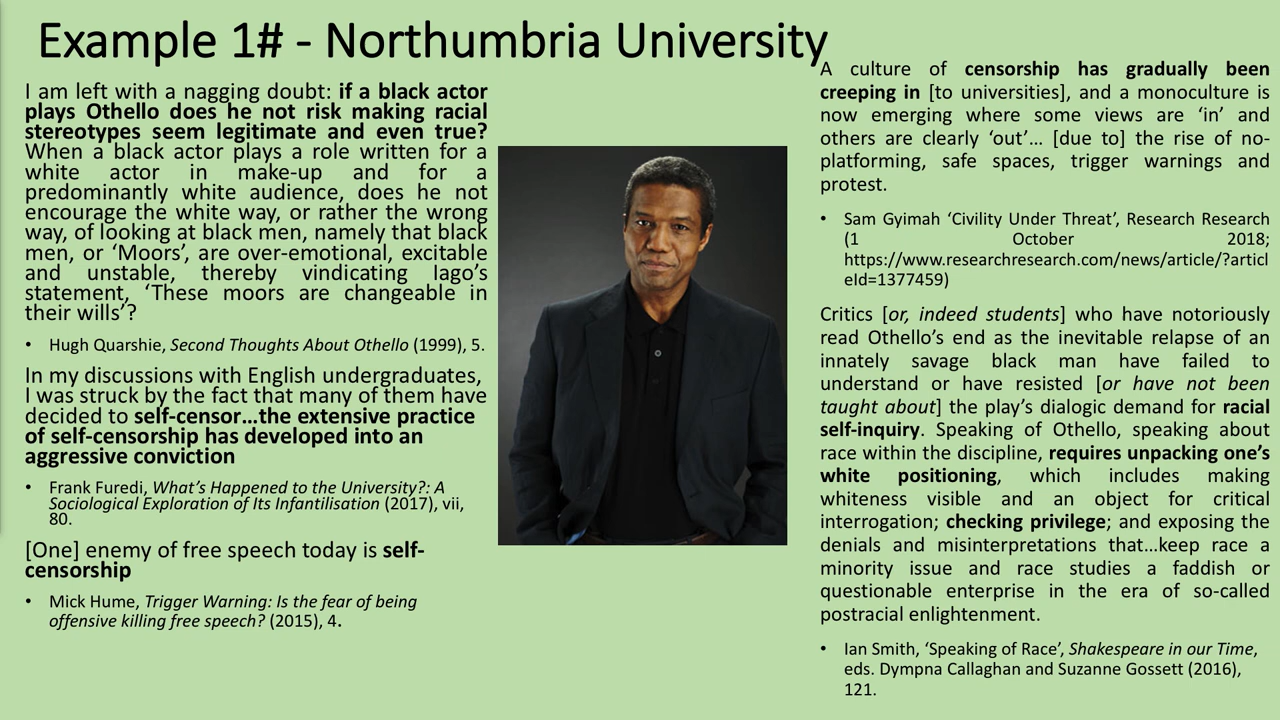 Example 1# - Northumbria University
I am left with a nagging doubt: if a black actor
plays Othello does he not risk making racial
stereotypes seem legitimate and even true?
When a black actor plays a role written for a
white actor in make-up and for a
predominantly white audience, does he not
encourage the white way, or rather the wrong
way, of looking at black men, namely that black
men, or ‘Moors’, are over-emotional, excitable
and unstable, thereby vindicating Iago’s
statement, ‘These moors are changeable in
their wills’?
• Hugh Quarshie, Second Thoughts About Othello (1999), 5.
In my discussions with English undergraduates,
I was struck by the fact that many of them have
decided to self-censor…the extensive practice
of self-censorship has developed into an
aggressive conviction
• Frank Furedi, What’s Happened to the University?: A
Sociological Exploration of Its Infantilisation (2017), vii,
80.
[One] enemy of free speech today is self-
censorship
• Mick Hume, Trigger Warning: Is the fear of being
offensive killing free speech? (2015), 4.
A culture of censorship has gradually been
creeping in [to universities], and a monoculture is
now emerging where some views are ‘in’ and
others are clearly ‘out’… [due to] the rise of no-
platforming, safe spaces, trigger warnings and
protest.
• Sam Gyimah ‘Civility Under Threat’, Research Research
(1 October 2018;
https://www.researchresearch.com/news/article/?articl
eId=1377459)
Critics [or, indeed students] who have notoriously
read Othello’s end as the inevitable relapse of an
innately savage black man have failed to
understand or have resisted [or have not been
taught about] the play’s dialogic demand for racial
self-inquiry. Speaking of Othello, speaking about
race within the discipline, requires unpacking one’s
white positioning, which includes making
whiteness visible and an object for critical
interrogation; checking privilege; and exposing the
denials and misinterpretations that…keep race a
minority issue and race studies a faddish or
questionable enterprise in the era of so-called
postracial enlightenment.
• Ian Smith, ‘Speaking of Race’, Shakespeare in our Time,
eds. Dympna Callaghan and Suzanne Gossett (2016),
121.